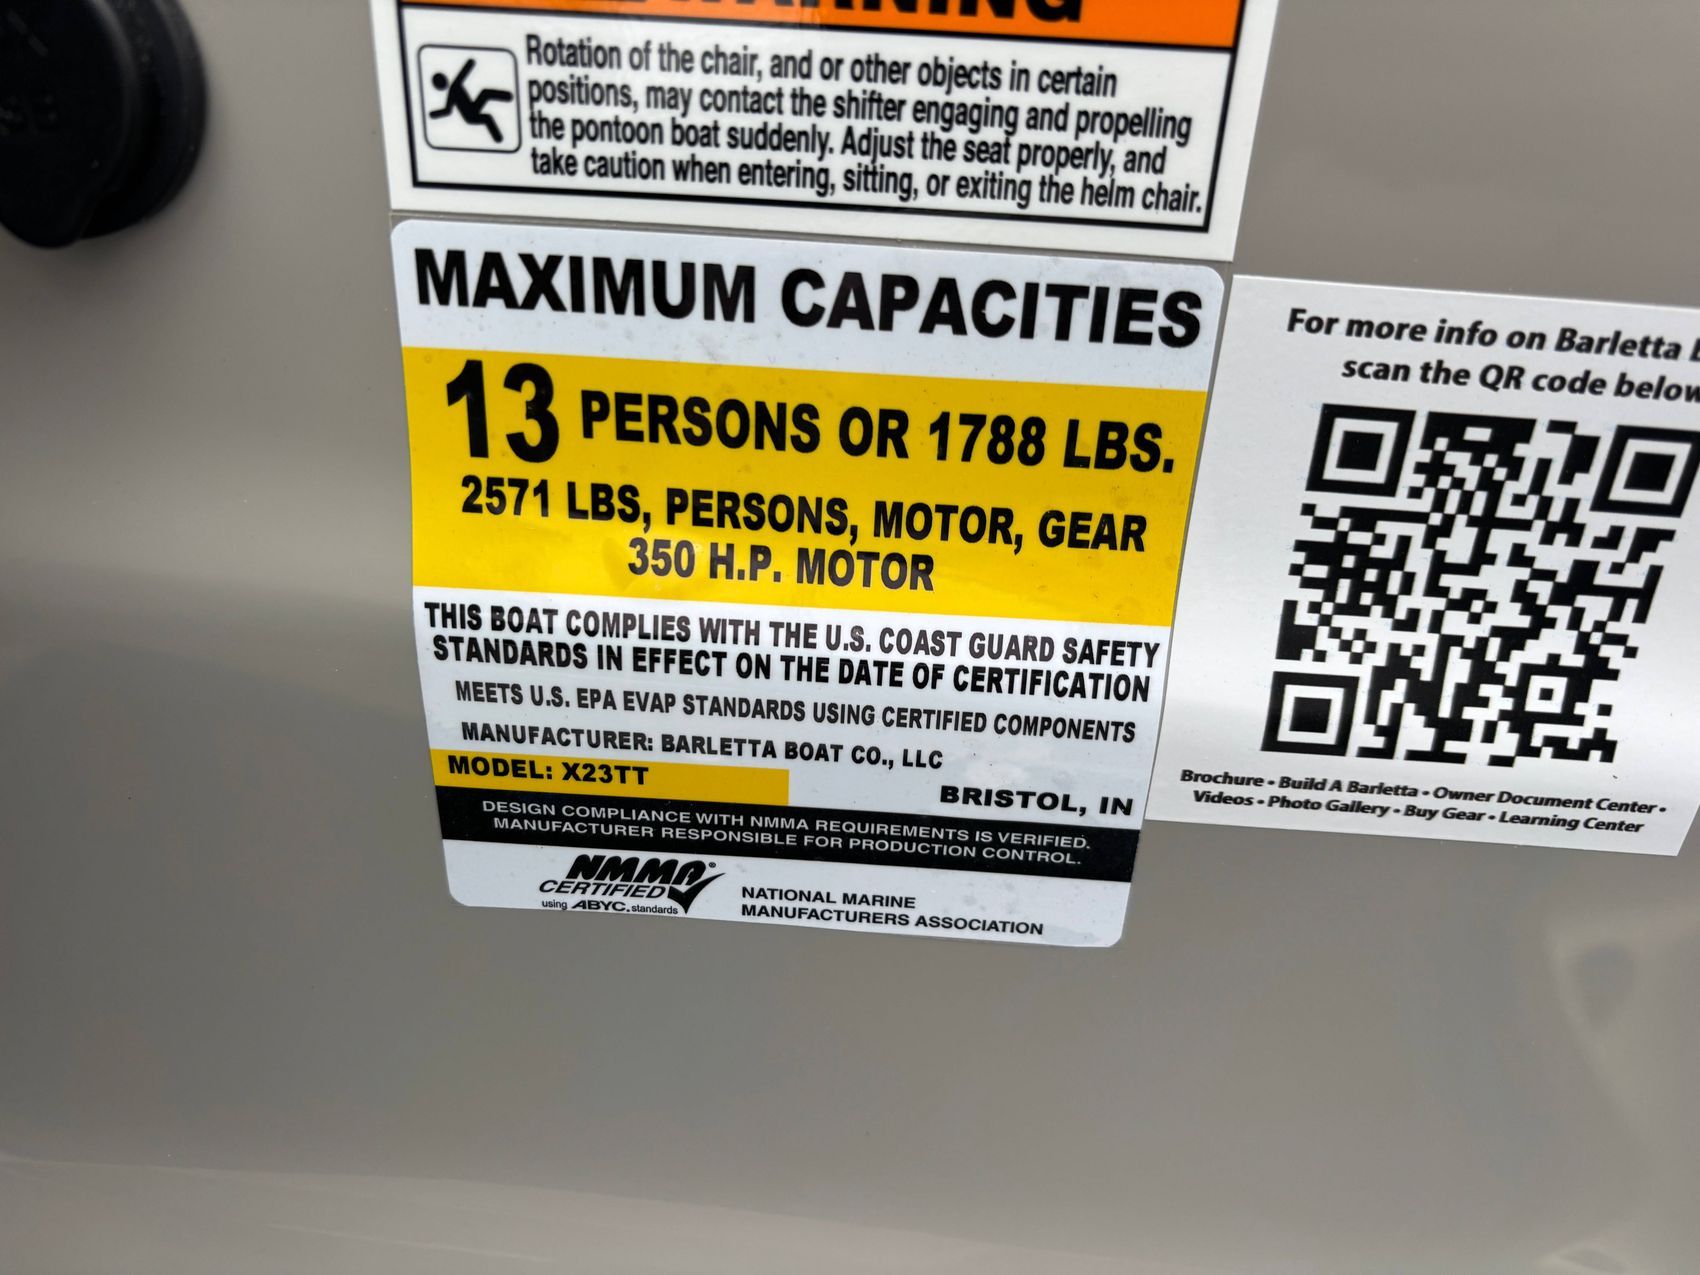 WARNING
Rotation of the chair, and or other objects in certain
positions, may contact the shifter engaging and propelling
the pontoon boat suddenly. Adjust the seat properly, and
take caution when entering, sitting, or exiting the helm chair.
MAXIMUM CAPACITIES
13 PERSONS OR 1788 LBS.
2571 LBS, PERSONS, MOTOR, GEAR
350 H.P. MOTOR
THIS BOAT COMPLIES WITH THE U.S. COAST GUARD SAFETY
STANDARDS IN EFFECT ON THE DATE OF CERTIFICATION
MEETS U.S. EPA EVAP STANDARDS USING CERTIFIED COMPONENTS
MANUFACTURER: BARLETTA BOAT CO., LLC
MODEL: X23TT
BRISTOL, IN
DESIGN COMPLIANCE WITH NMMA REQUIREMENTS IS VERIFIED.
MANUFACTURER RESPONSIBLE FOR PRODUCTION CONTROL.
NMMA®
CERTIFIED
using ABYC. standards
NATIONAL MARINE
MANUFACTURERS ASSOCIATION
For more info on Barletta
scan the QR code below
Brochure • Build A Barletta • Owner Document Center •
Videos • Photo Gallery • Buy Gear • Learning Center